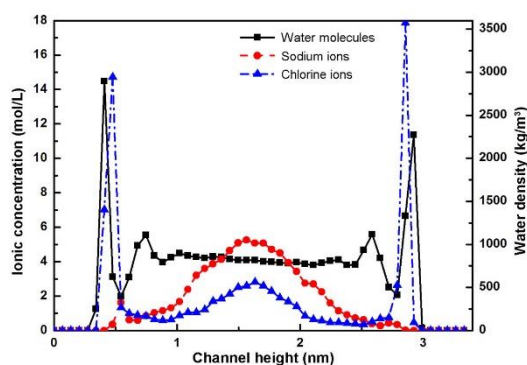 18
16
14
12
10
8
6
4
2
0
Ionic concentration (mol/L)
Water molecules
Sodium ions
Chlorine ions
3500
3000
2500
2000
1500
1000
500
0
Water density (kg/m³)
0 1 2 3
Channel height (nm)